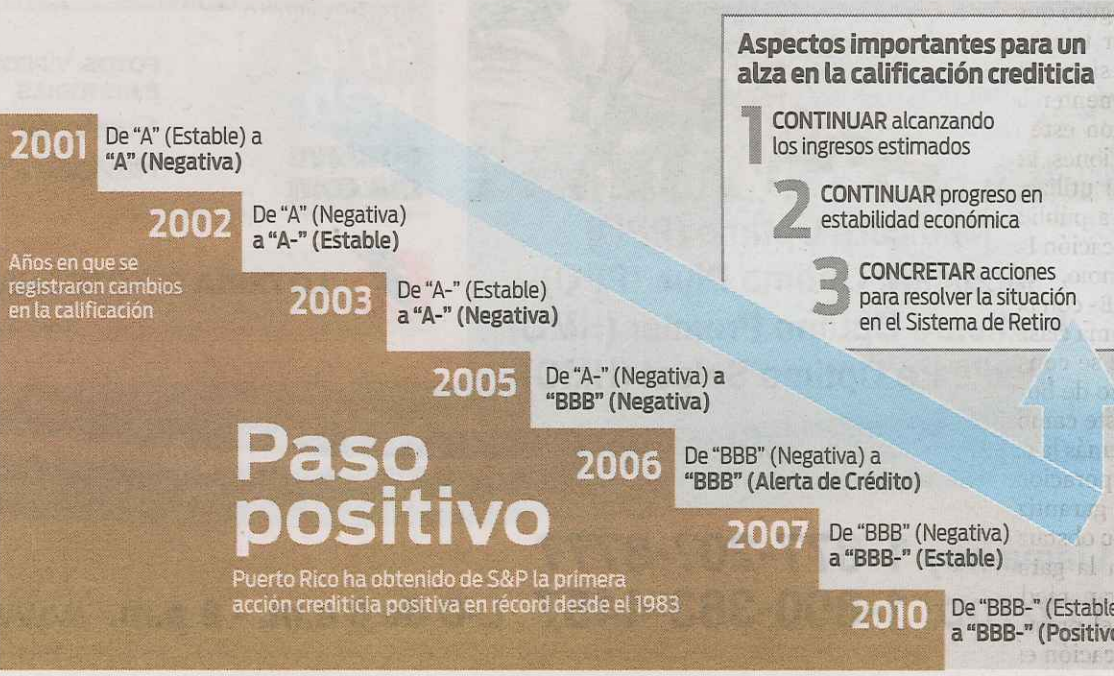 Aspectos importantes para un
alza en la calificación crediticia
1 CONTINUAR alcanzando
los ingresos estimados
2 CONTINUAR progreso en
estabilidad económica
3 CONCRETAR acciones
para resolver la situación
en el Sistema de Retiro
2001 De “A” (Estable) a
“A” (Negativa)
2002 De “A” (Negativa)
a “A-” (Estable)
Años en que se
registraron cambios
en la calificación
2003 De “A-” (Estable)
a “A-” (Negativa)
2005 De “A-” (Negativa) a
“BBB” (Negativa)
2006 De “BBB” (Negativa) a
“BBB” (Alerta de Crédito)
2007 De “BBB” (Negativa)
a “BBB-” (Estable)
2010 De “BBB-” (Estable
a “BBB-” (Positivo
Paso
positivo
Puerto Rico ha obtenido de S&P la primera
acción crediticia positiva en récord desde el 1983